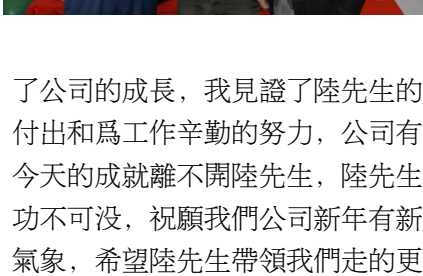 了公司的成長，我見證了陸先生的
付出和爲工作辛勤的努力，公司有
今天的成就離不開陸先生，陸先生
功不可没，祝願我們公司新年有新
氣象，希望陸先生帶領我們走的更